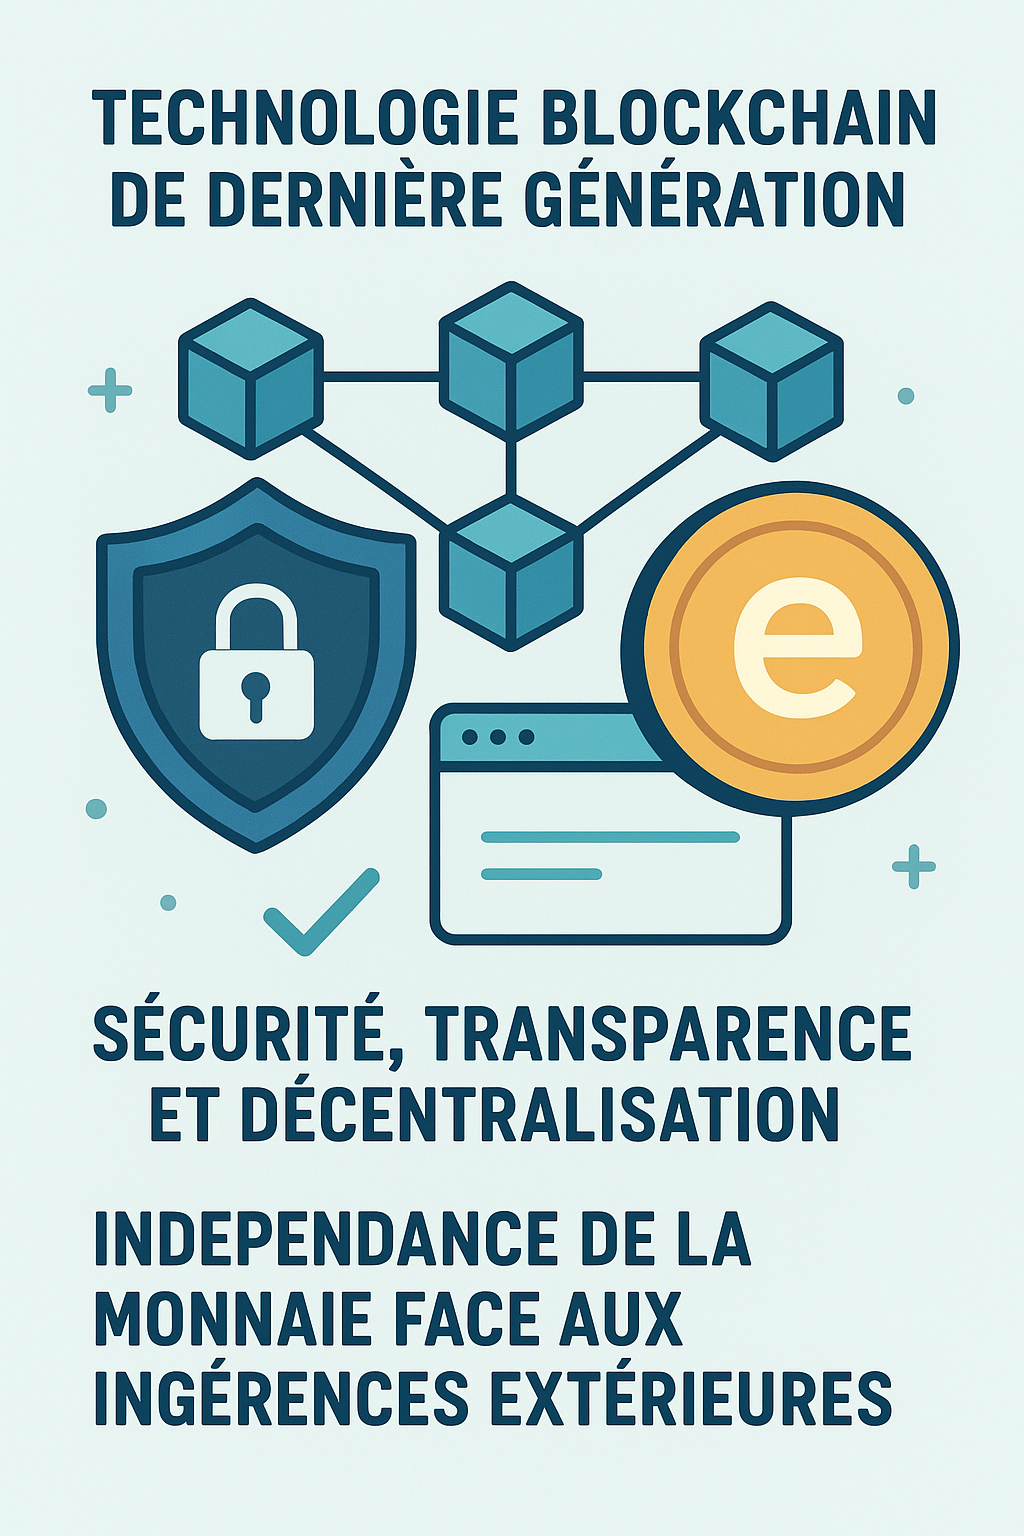 TECHNOLOGIE BLOCKCHAIN
DE DERNIÈRE GÉNÉRATION
e
SÉCURITÉ, TRANSPARENCE
ET DÉCENTRALISATION
INDEPENDANCE DE LA
MONNAIE FACE AUX
INGÉRENCES EXTÉRIEURES